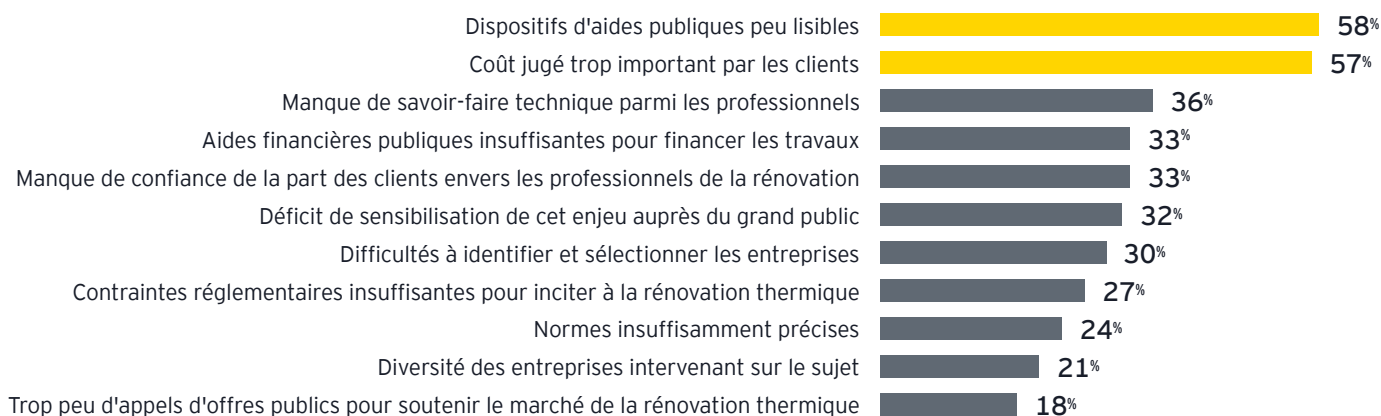 Dispositifs d'aides publiques peu lisibles 58%
Coût jugé trop important par les clients 57%
Manque de savoir-faire technique parmi les professionnels 36%
Aides financières publiques insuffisantes pour financer les travaux 33%
Manque de confiance de la part des clients envers les professionnels de la rénovation 33%
Déficit de sensibilisation de cet enjeu auprès du grand public 32%
Difficultés à identifier et sélectionner les entreprises 30%
Contraintes réglementaires insuffisantes pour inciter à la rénovation thermique 27%
Normes insuffisamment précises 24%
Diversité des entreprises intervenant sur le sujet 21%
Trop peu d'appels d'offres publics pour soutenir le marché de la rénovation thermique 18%